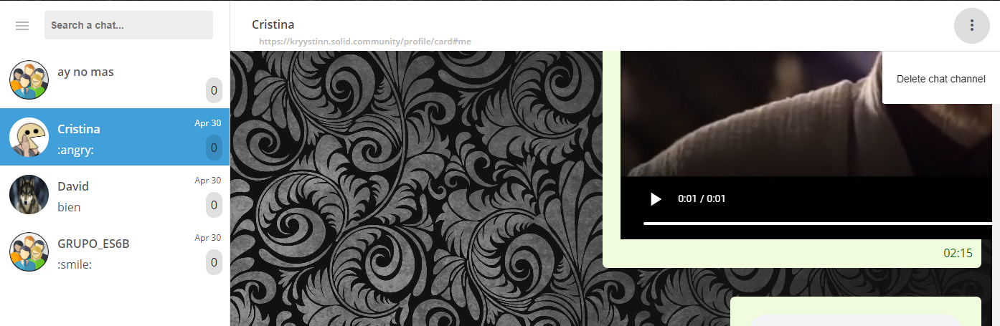 Search a chat...
ay no mas
0
Cristina
Apr 30
:angry:
0
David
Apr 30
bien
0
GRUPO_ES6B
Apr 30
:smile:
0
Cristina
https://kryystinn.solid.community/profile/card#me
Delete chat channel
0:01 / 0:01
02:15